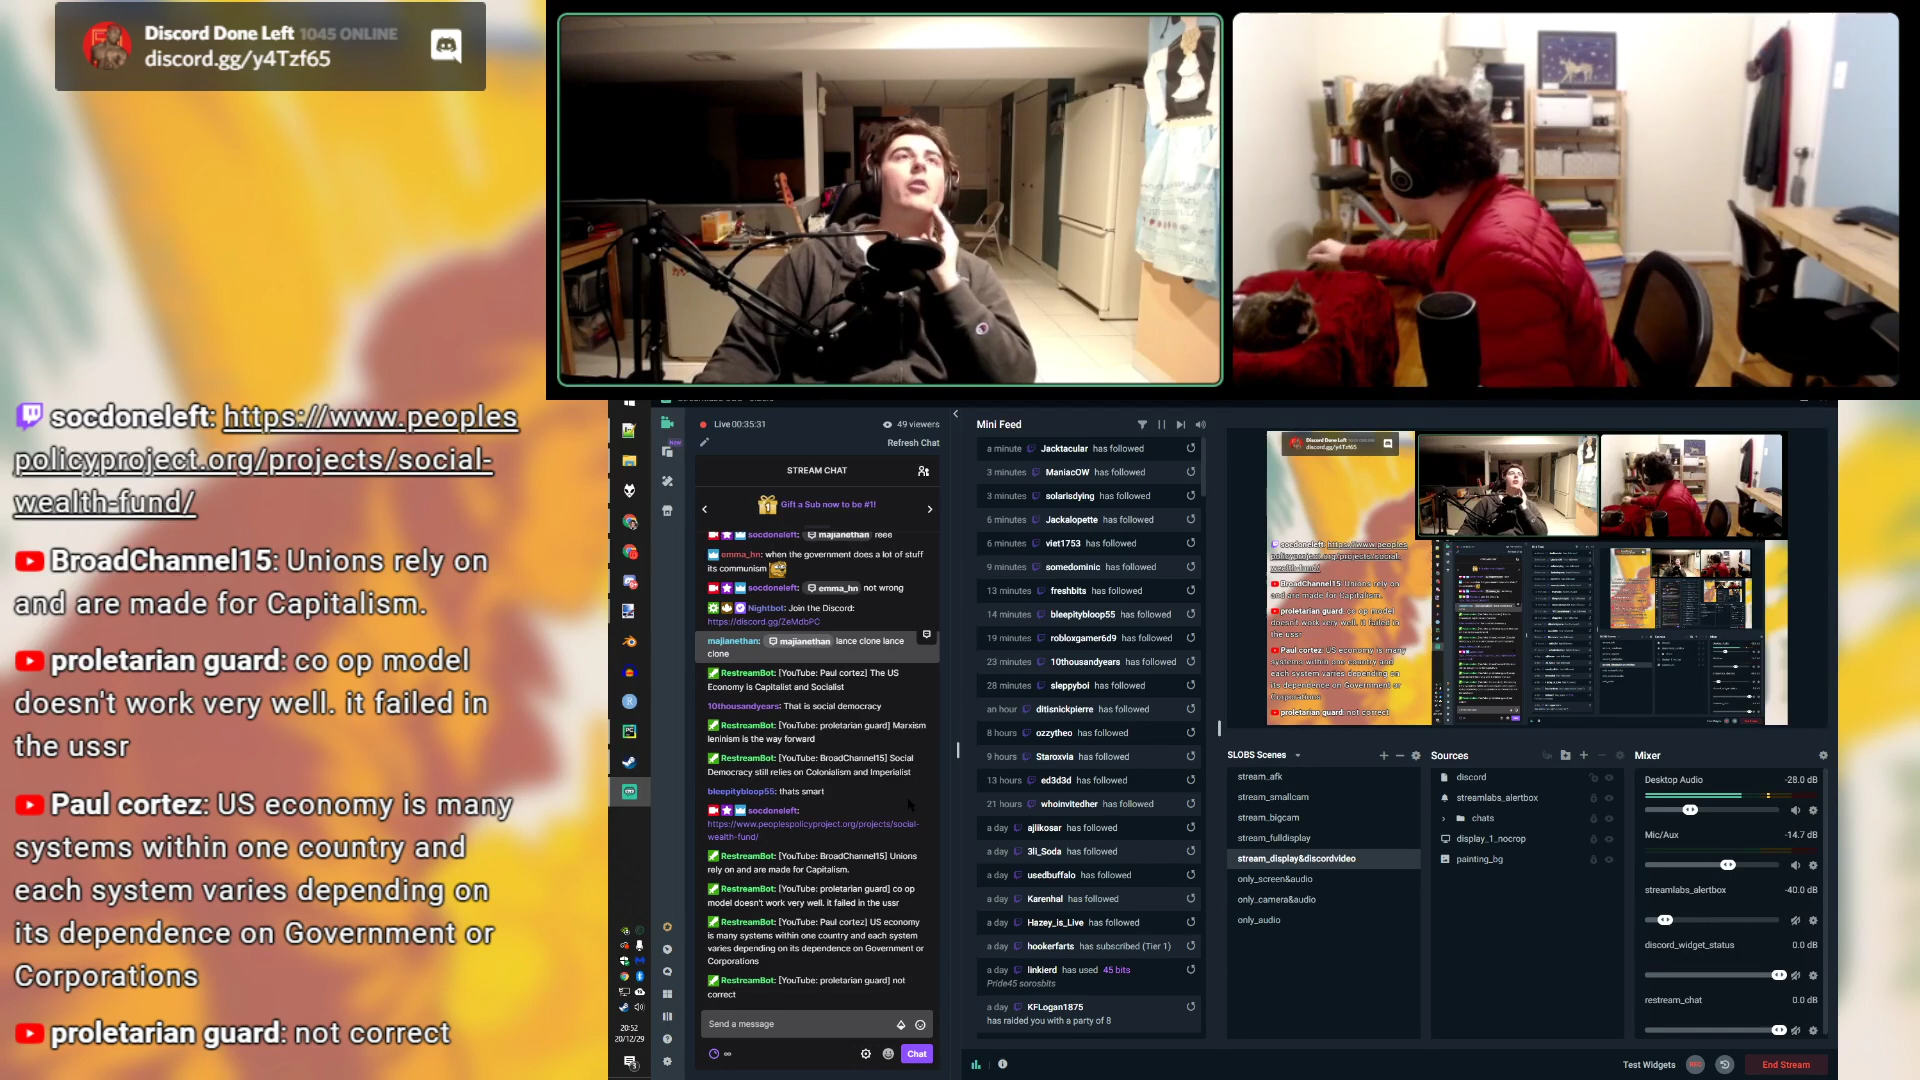 Discord Done Left 1045 ONLINE
discord.gg/y4Tzf65
socdoneleft: https://www.peoples
policyproject.org/projects/social-
wealth-fund/
BroadChannel15: Unions rely on
and are made for Capitalism.
proletarian guard: co op model
doesn't work very well. it failed in
the ussr
Paul cortez: US economy is many
systems within one country and
each system varies depending on
its dependence on Government or
Corporations
proletarian guard: not correct
20:52
20/12/29
New
Live 00:35:31
49 viewers
Refresh Chat
STREAM CHAT
Gift a Sub now to be #1!
socdoneleft: majianethan reee
emma_hn: when the government does a lot of stuff
its communism
socdoneleft: emma_hn not wrong
Nightbot: Join the Discord:
https://discord.gg/ZeMdbPC
majianethan: majianethan lance clone lance
clone
RestreamBot: [YouTube: Paul cortez] The US
Economy is Capitalist and Socialist
10thousandyears: That is social democracy
RestreamBot: [YouTube: proletarian guard] Marxism
leninism is the way forward
RestreamBot: [YouTube: BroadChannel15] Social
Democracy still relies on Colonialism and Imperialist
bleepitybloop55: thats smart
socdoneleft:
https://www.peoplespolicyproject.org/projects/social-
wealth-fund/
RestreamBot: [YouTube: BroadChannel15] Unions
rely on and are made for Capitalism.
RestreamBot: [YouTube: proletarian guard] co op
model doesn't work very well. it failed in the ussr
RestreamBot: [YouTube: Paul cortez] US economy
is many systems within one country and each system
varies depending on its dependence on Government or
Corporations
RestreamBot: [YouTube: proletarian guard] not
correct
Send a message
Chat
Mini Feed
a minute Jacktacular has followed
3 minutes ManiacOW has followed
3 minutes solarisdying has followed
6 minutes Jackalopette has followed
6 minutes viet1753 has followed
9 minutes somedominic has followed
13 minutes freshbits has followed
14 minutes bleepitybloop55 has followed
19 minutes robloxgamer6d9 has followed
23 minutes 10thousandyears has followed
28 minutes sleppyboi has followed
an hour ditisnickpierre has followed
8 hours ozzytheo has followed
9 hours Staroxvia has followed
13 hours ed3d3d has followed
21 hours whoinvitedher has followed
a day ajlikosar has followed
a day 3li_Soda has followed
a day usedbuffalo has followed
a day Karenhal has followed
a day Hazey_is_Live has followed
a day hookerfarts has subscribed (Tier 1)
a day linkierd has used 45 bits
Pride45 sorosbits
a day KFLogan1875
has raided you with a party of 8
SLOBS Scenes
stream_afk
stream_smallcam
stream_bigcam
stream_fulldisplay
stream_display&discordvideo
only_screen&audio
only_camera&audio
only_audio
Sources
discord
streamlabs_alertbox
chats
display_1_nocrop
painting_bg
Mixer
Desktop Audio -28.0 dB
Mic/Aux -14.7 dB
streamlabs_alertbox -40.0 dB
discord_widget_status 0.0 dB
restream_chat 0.0 dB
Test Widgets
REC
End Stream